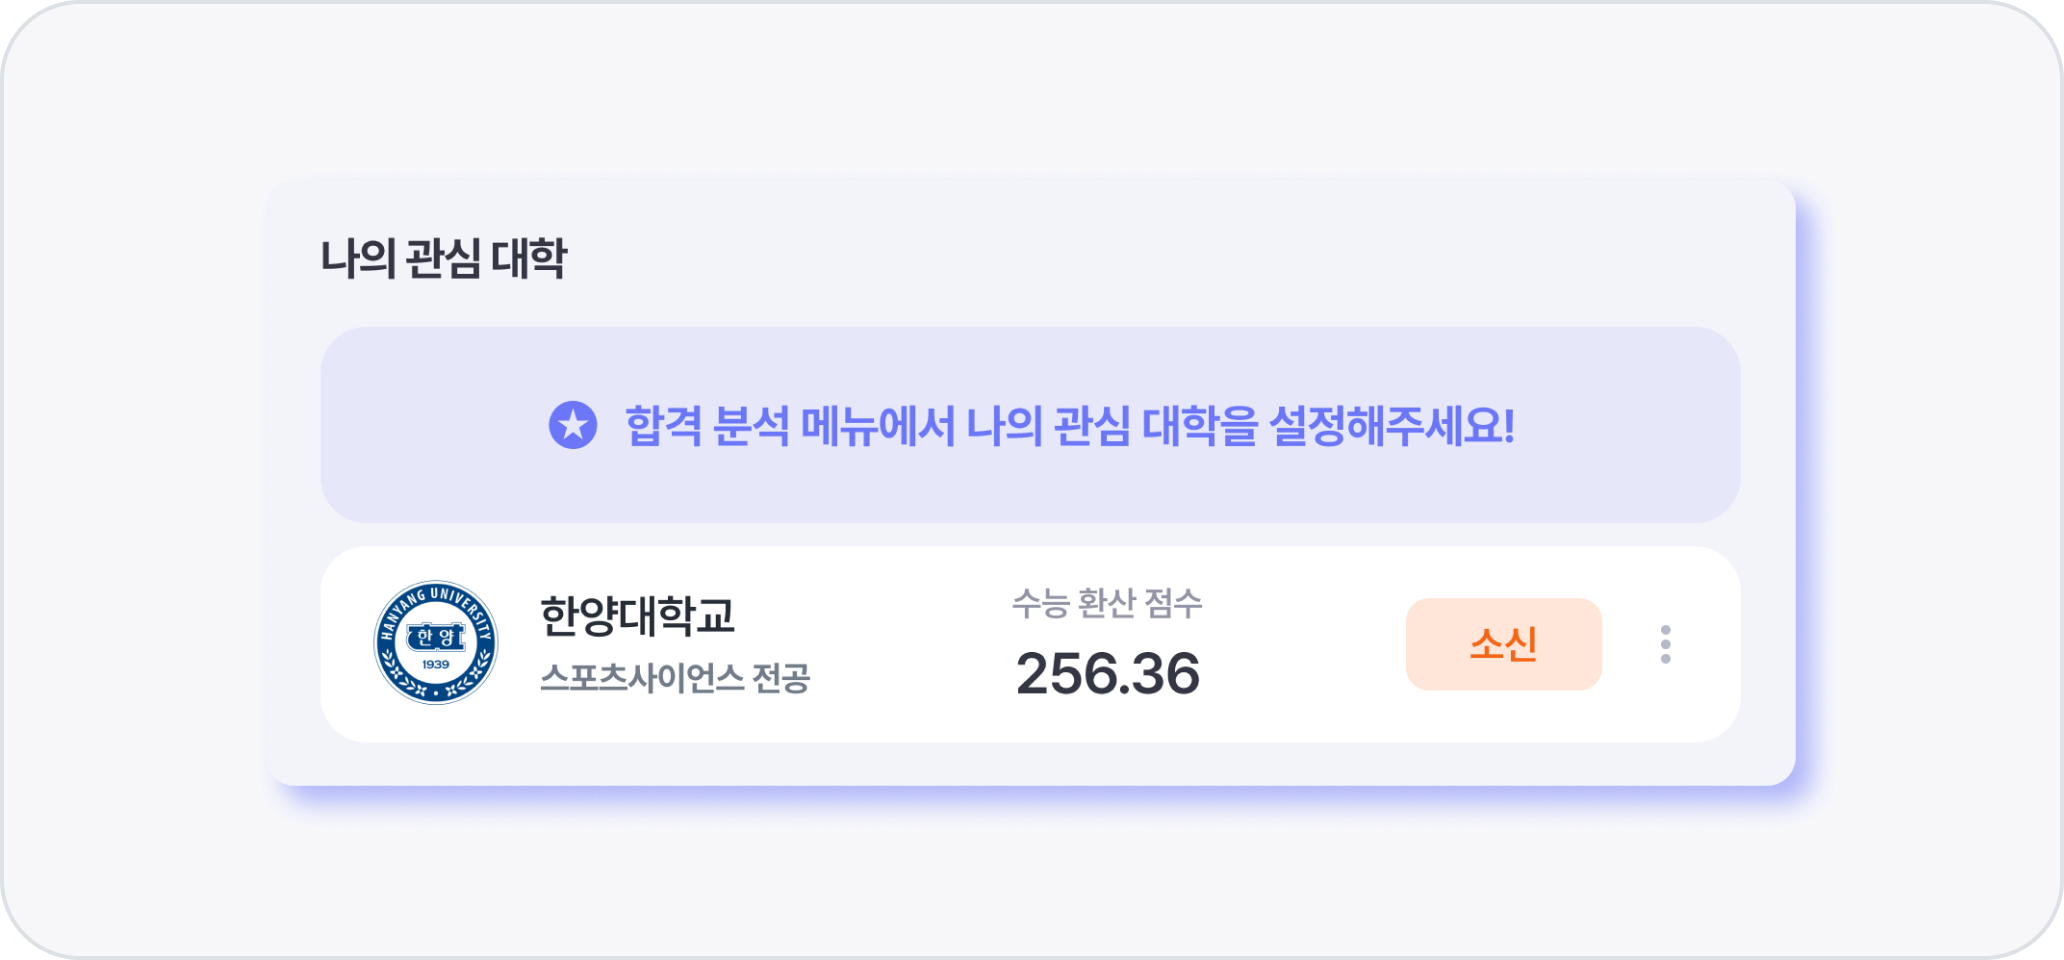 나의 관심 대학
합격 분석 메뉴에서 나의 관심 대학을 설정해주세요!
HANYANG UNIVERSITY
한양
1939
한양대학교
스포츠사이언스 전공
수능 환산 점수
256.36
소신